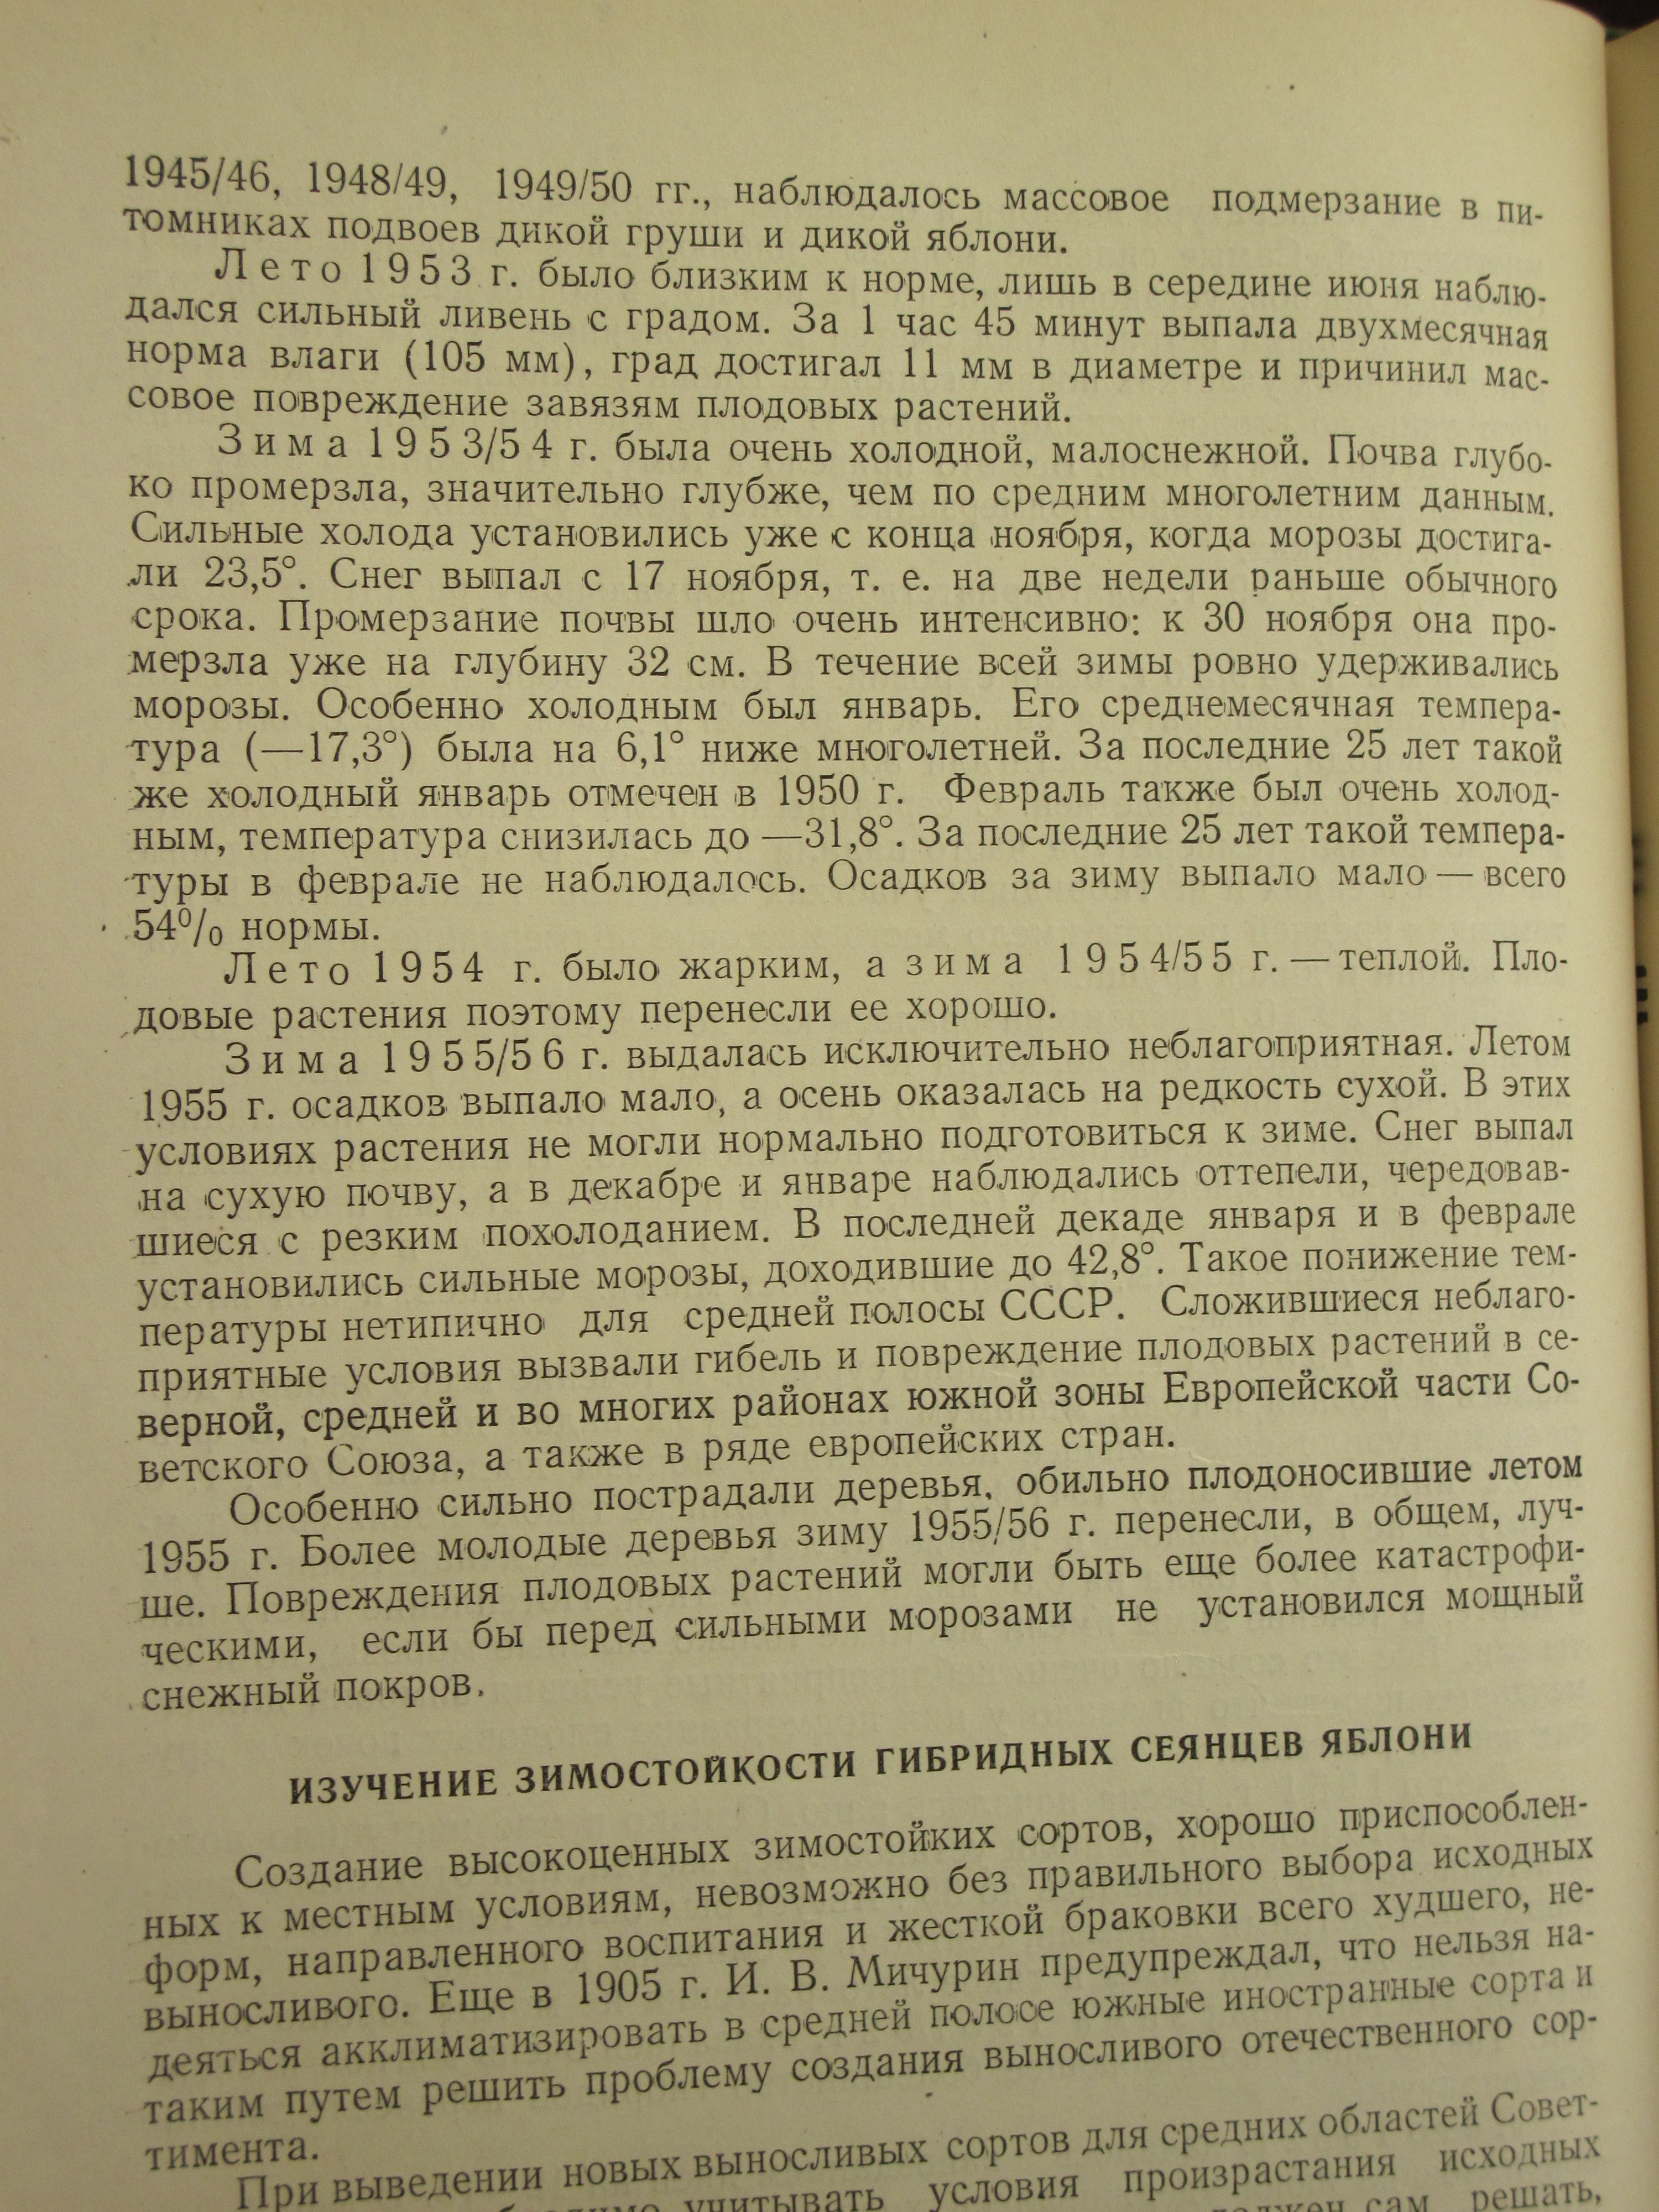 1945/46, 1948/49, 1949/50 гг., наблюдалось массовое подмерзание в пи-
томниках подвоев дикой груши и дикой яблони.
Лето 1953 г. было близким к норме, лишь в середине июня наблю-
дался сильный ливень с градом. За 1 час 45 минут выпала двухмесячная
норма влаги (105 мм), град достигал 11 мм в диаметре и причинил мас-
совое повреждение завязям плодовых растений.
Зима 1953/54 г. была очень холодной, малоснежной. Почва глубо-
ко промерзла, значительно глубже, чем по средним многолетним данным.
Сильные холода установились уже с конца ноября, когда морозы достига-
ли 23,5°. Снег выпал с 17 ноября, т. е. на две недели раньше обычного
срока. Промерзание почвы шло очень интенсивно: к 30 ноября она про-
мерзла уже на глубину 32 см. В течение всей зимы ровно удерживались
морозы. Особенно холодным был январь. Его среднемесячная темпера-
тура (—17,3°) была на 6,1° ниже многолетней. За последние 25 лет такой
же холодный январь отмечен в 1950 г. Февраль также был очень холод-
ным, температура снизилась до —31,8°. За последние 25 лет такой темпера-
туры в феврале не наблюдалось. Осадков за зиму выпало мало — всего
54% нормы.
Лето 1954 г. было жарким, а зима 1954/55 г. — теплой. Пло-
довые растения поэтому перенесли ее хорошо.
Зима 1955/56 г. выдалась исключительно неблагоприятная. Летом
1955 г. осадков выпало мало, а осень оказалась на редкость сухой. В этих
условиях растения не могли нормально подготовиться к зиме. Снег выпал
на сухую почву, а в декабре и январе наблюдались оттепели, чередовав-
шиеся с резким похолоданием. В последней декаде января и в феврале
установились сильные морозы, доходившие до 42,8°. Такое понижение тем-
пературы нетипично для средней полосы СССР. Сложившиеся неблаго-
приятные условия вызвали гибель и повреждение плодовых растений в се-
верной, средней и во многих районах южной зоны Европейской части Со-
ветского Союза, а также в ряде европейских стран.
Особенно сильно пострадали деревья, обильно плодоносившие летом
1955 г. Более молодые деревья зиму 1955/56 г. перенесли, в общем, луч-
ше. Повреждения плодовых растений могли быть еще более катастрофи-
ческими, если бы перед сильными морозами не установился мощный
снежный покров.
ИЗУЧЕНИЕ ЗИМОСТОЙКОСТИ ГИБРИДНЫХ СЕЯНЦЕВ ЯБЛОНИ
Создание высокоценных зимостойких сортов, хорошо приспособлен-
ных к местным условиям, невозможно без правильного выбора исходных
форм, направленного воспитания и жесткой браковки всего худшего, не-
выносливого. Еще в 1905 г. И. В. Мичурин предупреждал, что нельзя на-
деяться акклиматизировать в средней полосе южные иностранные сорта и
таким путем решить проблему создания выносливого отечественного сор-
тимента.
При выведении новых выносливых сортов для средних областей Совет-
учитывать условия произрастания исходных
должен сам решать,